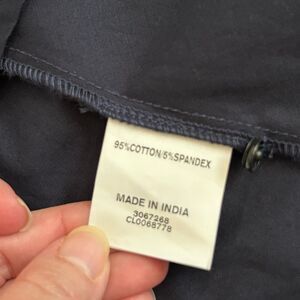 95%COTTON/5%SPANDEX
MADE IN INDIA
3067268
CL0068778